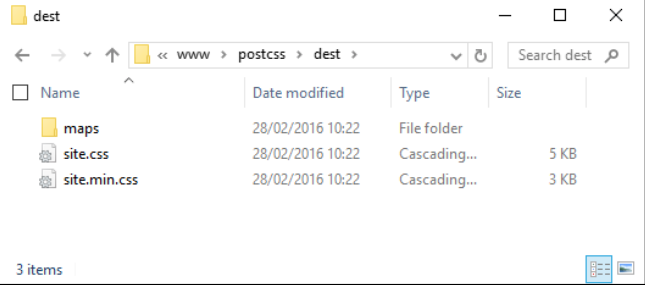 dest
« www › postcss › dest ›
Search dest
Name Date modified Type Size
maps 28/02/2016 10:22 File folder
site.css 28/02/2016 10:22 Cascading... 5 KB
site.min.css 28/02/2016 10:22 Cascading... 3 KB
3 items